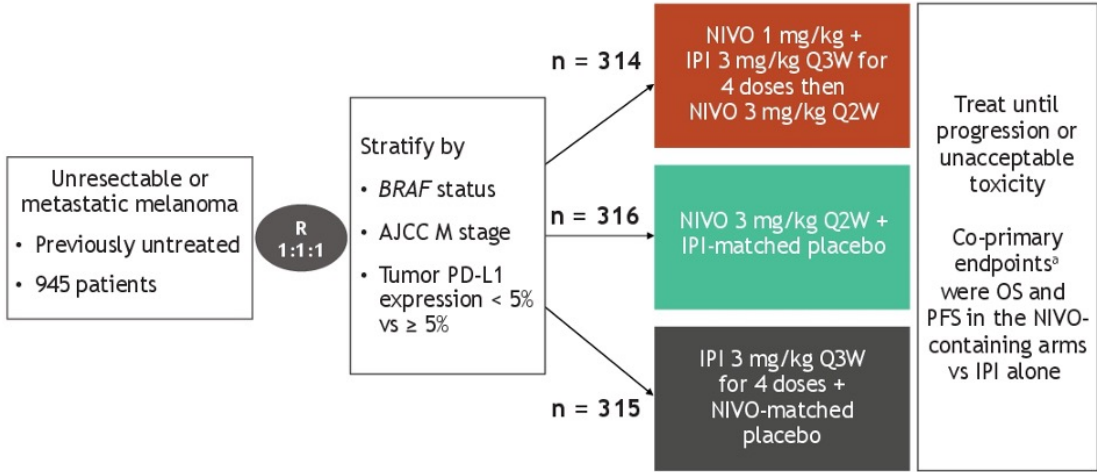 Unresectable or
metastatic melanoma
• Previously untreated
• 945 patients
R
1:1:1
Stratify by
• BRAF status
• AJCC M stage
• Tumor PD-L1
expression < 5%
vs ≥ 5%
n = 314
NIVO 1 mg/kg +
IPI 3 mg/kg Q3W for
4 doses then
NIVO 3 mg/kg Q2W
n = 316
NIVO 3 mg/kg Q2W +
IPI-matched placebo
n = 315
IPI 3 mg/kg Q3W
for 4 doses +
NIVO-matched
placebo
Treat until
progression or
unacceptable
toxicity
Co-primary
endpointsᵃ
were OS and
PFS in the NIVO-
containing arms
vs IPI alone